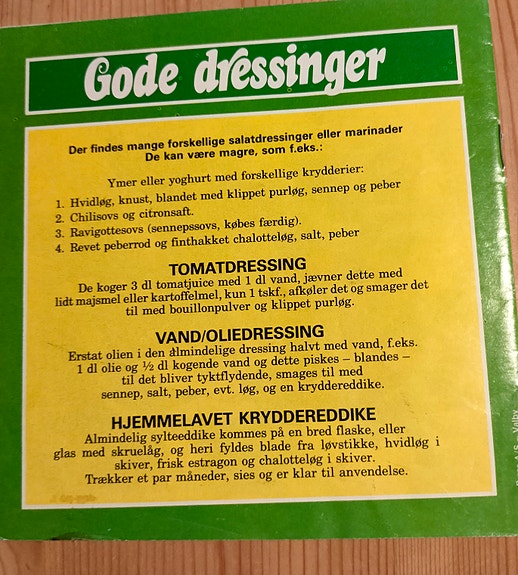 Gode dressinger
Der findes mange forskellige salatdressinger eller marinader
De kan være magre, som f.eks.:
Ymer eller yoghurt med forskellige krydderier:
1. Hvidløg, knust, blandet med klippet purløg, sennep og peber
2. Chilisovs og citronsaft.
3. Ravigottesovs (sennepssovs, købes færdig).
4. Revet peberrod og finthakket chalotteløg, salt, peber
TOMATDRESSING
De koger 3 dl tomatjuice med 1 dl vand, jævner dette med
lidt majsmel eller kartoffelmel, kun 1 tskf., afkøler det og smager det
til med bouillonpulver og klippet purløg.
VAND/OLIEDRESSING
Erstat olien i den almindelige dressing halvt med vand, f.eks.
1 dl olie og ½ dl kogende vand og dette piskes – blandes –
til det bliver tyktflydende, smages til med
sennep, salt, peber, evt. løg, og en kryddereddike.
HJEMMELAVET KRYDDEREDDIKE
Almindelig sylteeddike kommes på en bred flaske, eller
glas med skruelåg, og heri fyldes blade fra løvstikke, hvidløg i
skiver, frisk estragon og chalotteløg i skiver.
Trækker et par måneder, sies og er klar til anvendelse.
A/S, Valby